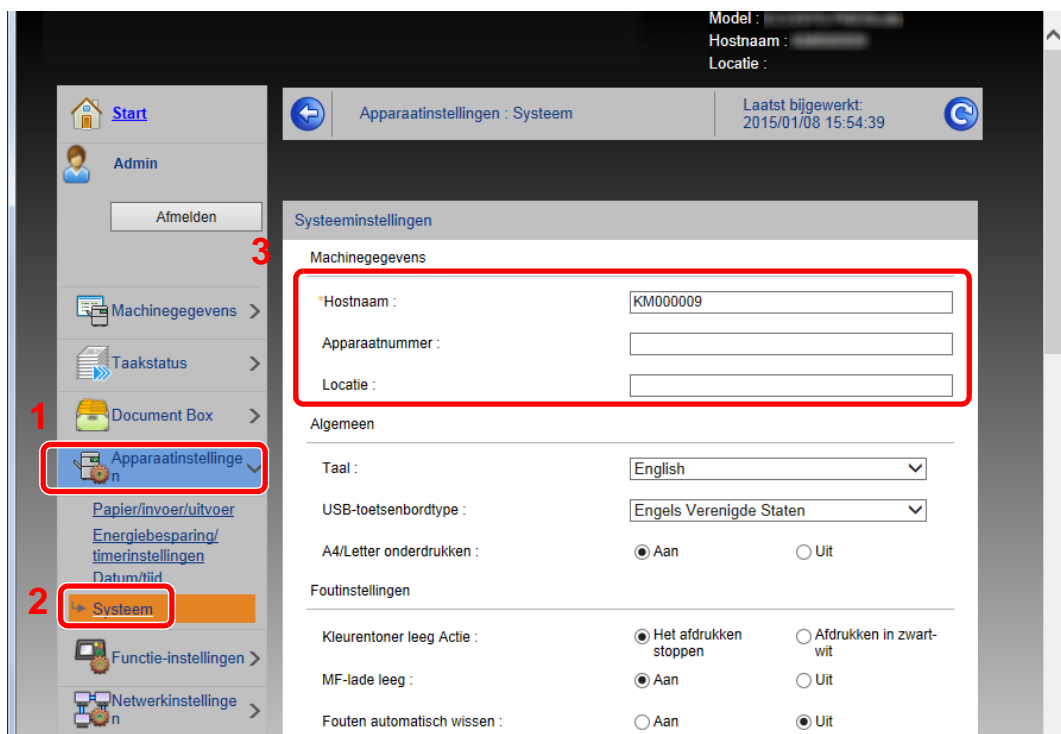 Model :
Hostnaam :
Locatie :
Start
Apparaatinstellingen : Systeem
Laatst bijgewerkt:
2015/01/08 15:54:39
Admin
Afmelden
Systeeminstellingen
3
Machinegegevens
*Hostnaam :
KM000009
Machinegegevens
Apparaatnummer :
Taakstatus
Locatie :
1
Document Box
Algemeen
Apparaatinstellinge
n
Taal :
English
Papier/invoer/uitvoer
USB-toetsenbordtype :
Engels Verenigde Staten
Energiebesparing/
timerinstellingen
A4/Letter onderdrukken :
Aan
Uit
Datum/tijd
Foutinstellingen
2
Systeem
Kleurentoner leeg Actie :
Het afdrukken
stoppen
Afdrukken in zwart-
wit
Functie-instellingen
MF-lade leeg :
Aan
Uit
Netwerkinstellinge
n
Fouten automatisch wissen :
Aan
Uit